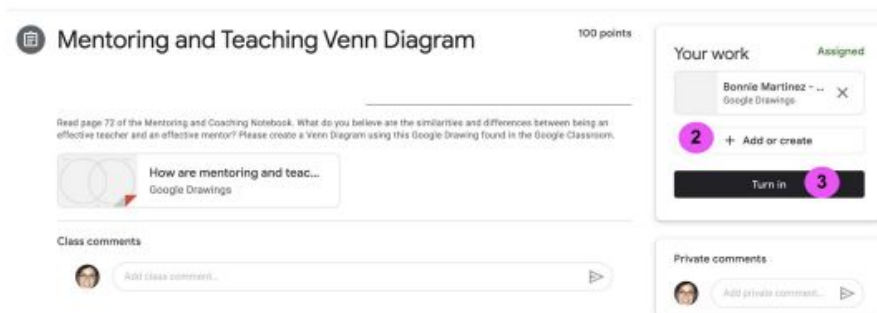 Mentoring and Teaching Venn Diagram
100 points
Read page 72 of the Mentoring and Coaching Notebook. What do you believe are the similarities and differences between being an
effective teacher and an effective mentor? Please create a Venn Diagram using this Google Drawing found in the Google Classroom.
How are mentoring and teac...
Google Drawings
Class comments
Add class comment...
Your work
Assigned
Bonnie Martinez - ...
Google Drawings
2
+ Add or create
Turn in
3
Private comments
Add private comment...